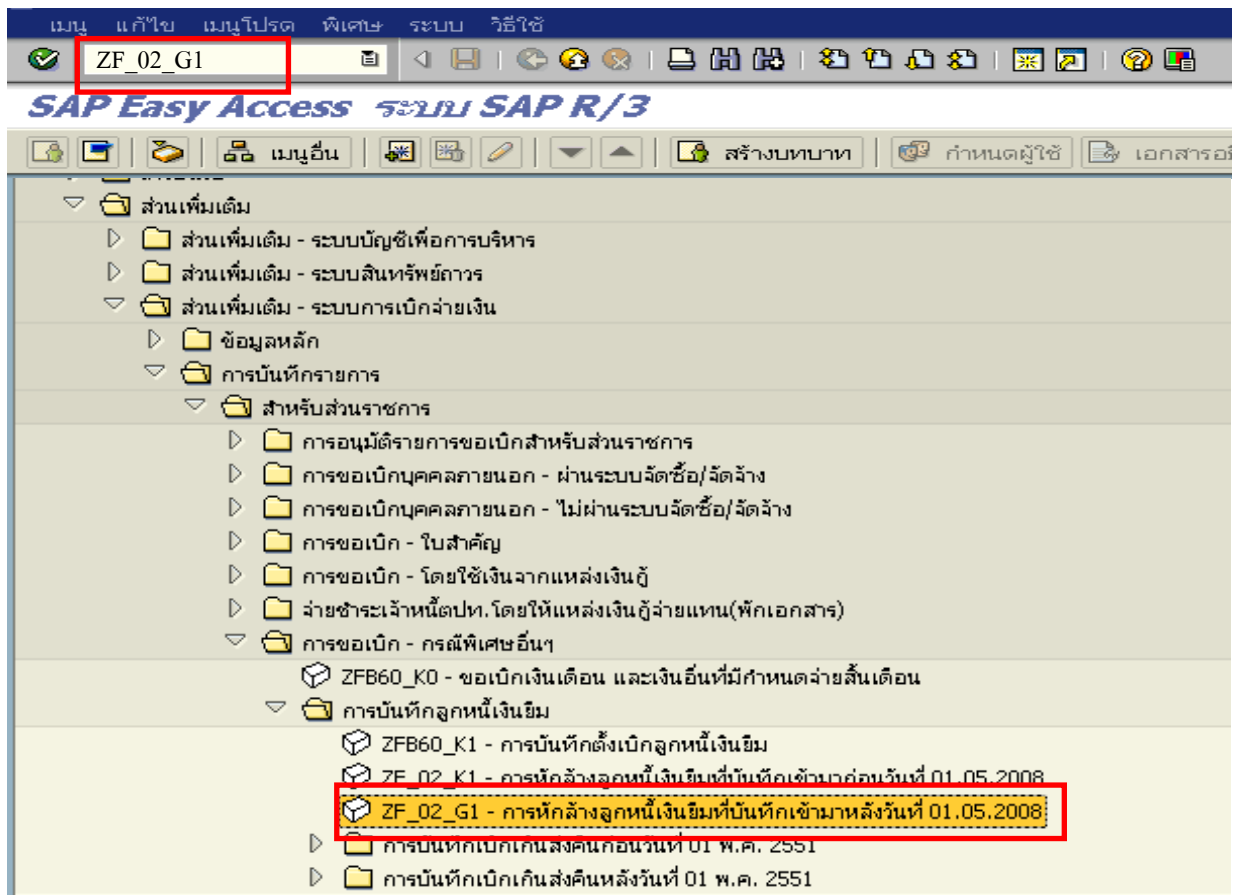 เมนู แก้ไข เมนูโปรด พิเศษ ระบบ วิธีใช้
ZF_02_G1
SAP Easy Access ระบบ SAP R/3
เมนูอื่น สร้างบทบาท กำหนดผู้ใช้
ส่วนเพิ่มเติม
ส่วนเพิ่มเติม - ระบบบัญชีเพื่อการบริหาร
ส่วนเพิ่มเติม - ระบบสินทรัพย์ถาวร
ส่วนเพิ่มเติม - ระบบการเบิกจ่ายเงิน
ข้อมูลหลัก
การบันทึกรายการ
สำหรับส่วนราชการ
การอนุมัติรายการขอเบิกสำหรับส่วนราชการ
การขอเบิกบุคคลภายนอก - ผ่านระบบจัดซื้อ/จัดจ้าง
การขอเบิกบุคคลภายนอก - ไม่ผ่านระบบจัดซื้อ/จัดจ้าง
การขอเบิก - ใบสำคัญ
การขอเบิก - โดยใช้เงินจากแหล่งเงินกู้
จ่ายชำระเจ้าหนี้ตปท.โดยให้แหล่งเงินกู้จ่ายแทน(พักเอกสาร)
การขอเบิก - กรณีพิเศษอื่นๆ
ZFB60_K0 - ขอเบิกเงินเดือน และเงินอื่นที่มีกำหนดจ่ายสิ้นเดือน
การบันทึกลูกหนี้เงินยืม
ZFB60_K1 - การบันทึกตั้งเบิกลูกหนี้เงินยืม
ZF_02_K1 - การหักล้างลูกหนี้เงินยืมที่บันทึกเข้ามาก่อนวันที่ 01.05.2008
ZF_02_G1 - การหักล้างลูกหนี้เงินยืมที่บันทึกเข้ามาหลังวันที่ 01.05.2008
การบันทึกเบิกเกินส่งคืนก่อนวันที่ 01 พ.ค. 2551
การบันทึกเบิกเกินส่งคืนหลังวันที่ 01 พ.ค. 2551